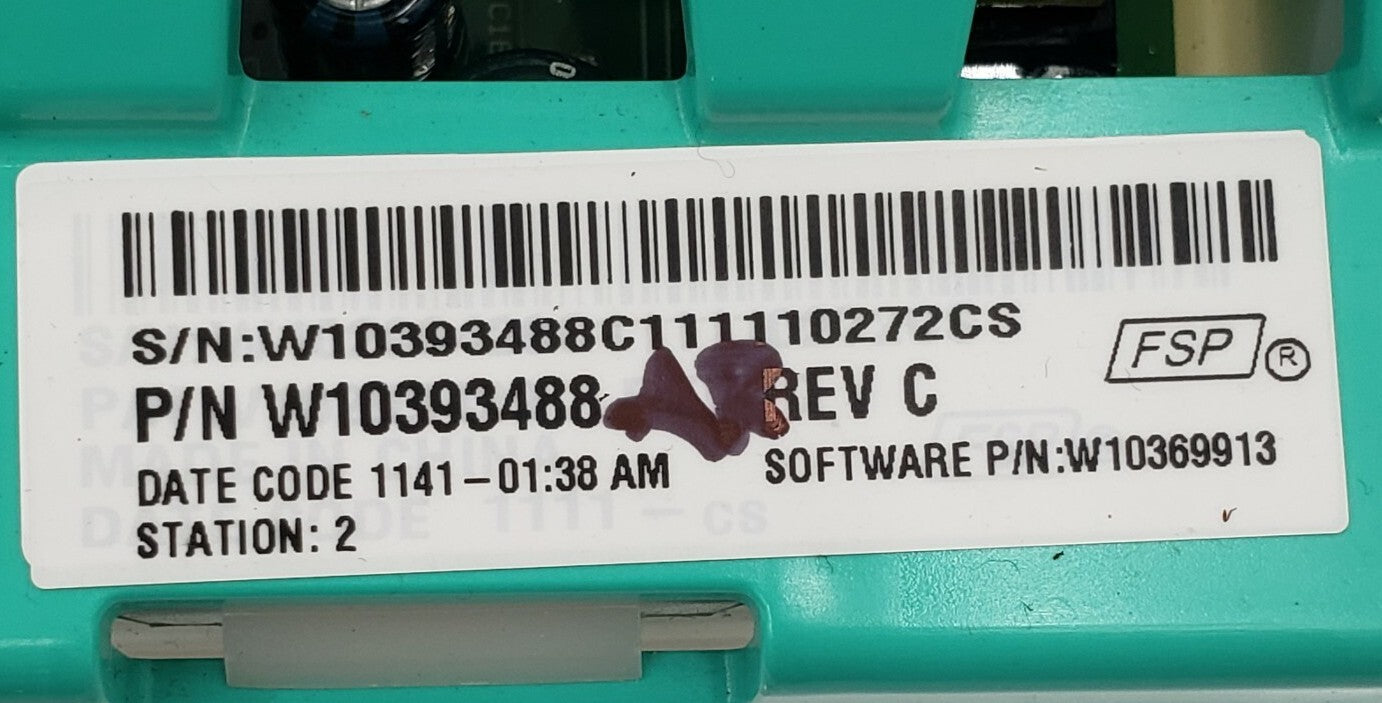 S/N:W10393488C111110272CS
P/N W10393488 REV C
FSP®
DATE CODE 1141-01:38 AM SOFTWARE P/N:W10369913
STATION: 2